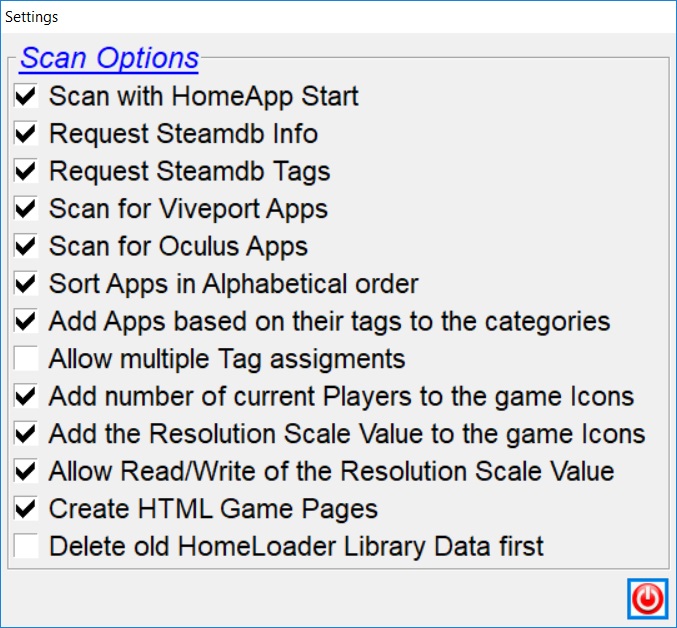 Settings
Scan Options
Scan with HomeApp Start
Request Steamdb Info
Request Steamdb Tags
Scan for Viveport Apps
Scan for Oculus Apps
Sort Apps in Alphabetical order
Add Apps based on their tags to the categories
Allow multiple Tag assigments
Add number of current Players to the game Icons
Add the Resolution Scale Value to the game Icons
Allow Read/Write of the Resolution Scale Value
Create HTML Game Pages
Delete old HomeLoader Library Data first